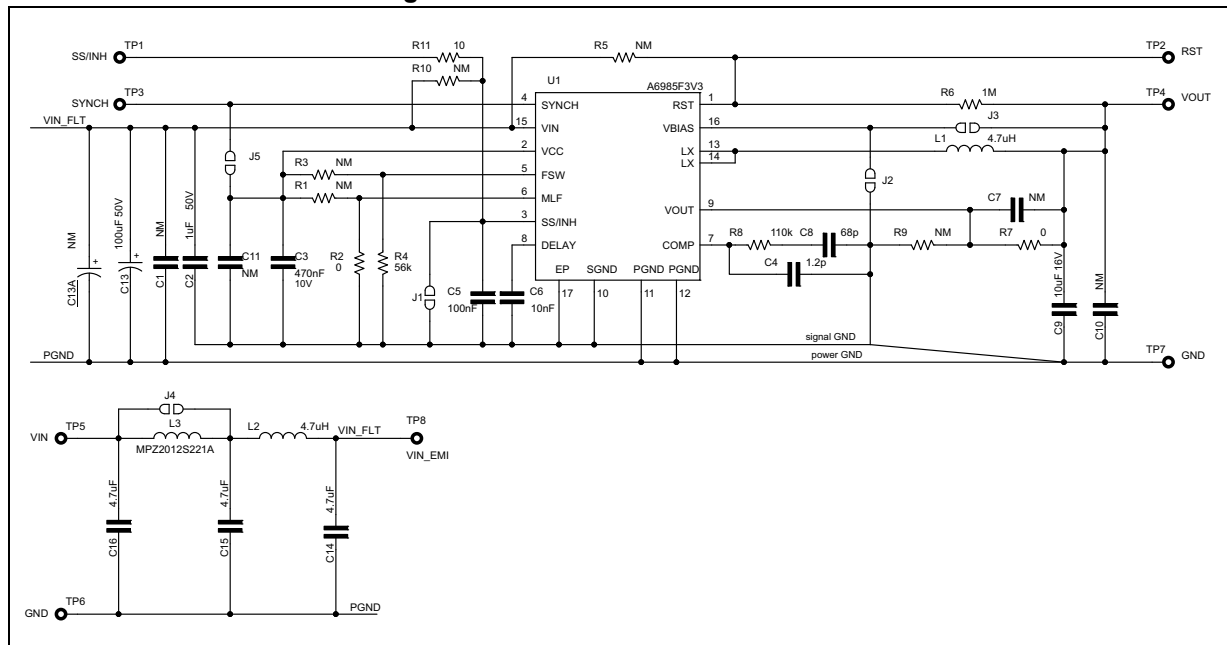 TP1
SS/INH
R11 10
R10 NM
R5 NM
TP2
RST
U1
A6985F3V3
TP3
SYNCH
4 SYNCH
RST 1
R6 1M
TP4
VOUT
VIN_FLT
15 VIN
VBIAS 16
J3
2 VCC
LX 13
LX 14
L1 4.7uH
J5
R3 NM
5 FSW
J2
R1 NM
6 MLF
3 SS/INH
VOUT 9
C7 NM
8 DELAY
COMP 7
R8 110k
C8 68p
R9 NM
R7 0
C4 1.2p
NM
C13A
+
100uF 50V
C13
+
NM
C1
1uF 50V
C2
C11
NM
C3
470nF
10V
R2
0
R4
56k
J1
C5
100nF
C6
10nF
EP SGND PGND PGND
17 10 11 12
10uF 16V
C9
NM
C10
signal GND
power GND
PGND
TP7
GND
J4
VIN
TP5
L3
MPZ2012S221A
L2 4.7uH
VIN_FLT
TP8
VIN_EMI
4.7uF
C16
4.7uF
C15
4.7uF
C14
GND
TP6
PGND